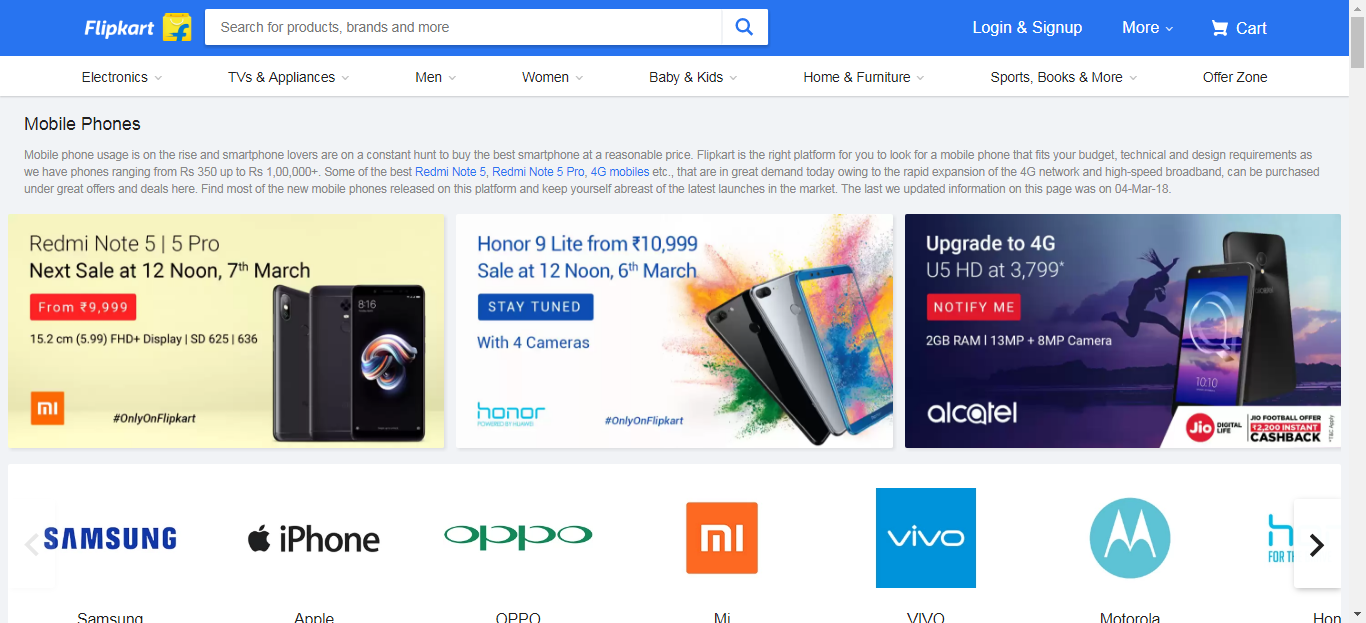 Flipkart
Search for products, brands and more
Login & Signup
More
Cart
Electronics
TVs & Appliances
Men
Women
Baby & Kids
Home & Furniture
Sports, Books & More
Offer Zone
Mobile Phones
Mobile phone usage is on the rise and smartphone lovers are on a constant hunt to buy the best smartphone at a reasonable price. Flipkart is the right platform for you to look for a mobile phone that fits your budget, technical and design requirements as
we have phones ranging from Rs 350 up to Rs 1,00,000+. Some of the best Redmi Note 5, Redmi Note 5 Pro, 4G mobiles etc., that are in great demand today owing to the rapid expansion of the 4G network and high-speed broadband, can be purchased
under great offers and deals here. Find most of the new mobile phones released on this platform and keep yourself abreast of the latest launches in the market. The last we updated information on this page was on 04-Mar-18.
Redmi Note 5 | 5 Pro
Next Sale at 12 Noon, 7th March
From ₹9,999
15.2 cm (5.99) FHD+ Display | SD 625 | 636
8:16
mi
#OnlyOnFlipkart
Honor 9 Lite from ₹10,999
Sale at 12 Noon, 6th March
STAY TUNED
With 4 Cameras
honor
POWERED BY HUAWEI
#OnlyOnFlipkart
Upgrade to 4G
U5 HD at 3,799*
NOTIFY ME
2GB RAM | 13MP + 8MP Camera
10:10
alcatel
Jio
DIGITAL
LIFE
JIO FOOTBALL OFFER
₹2,200 INSTANT
CASHBACK
*T&C Apply
SAMSUNG
iPhone
oppo
mi
vivo
h
FOR TH
Samsung
Apple
OPPO
Mi
VIVO
Motorola
Hon